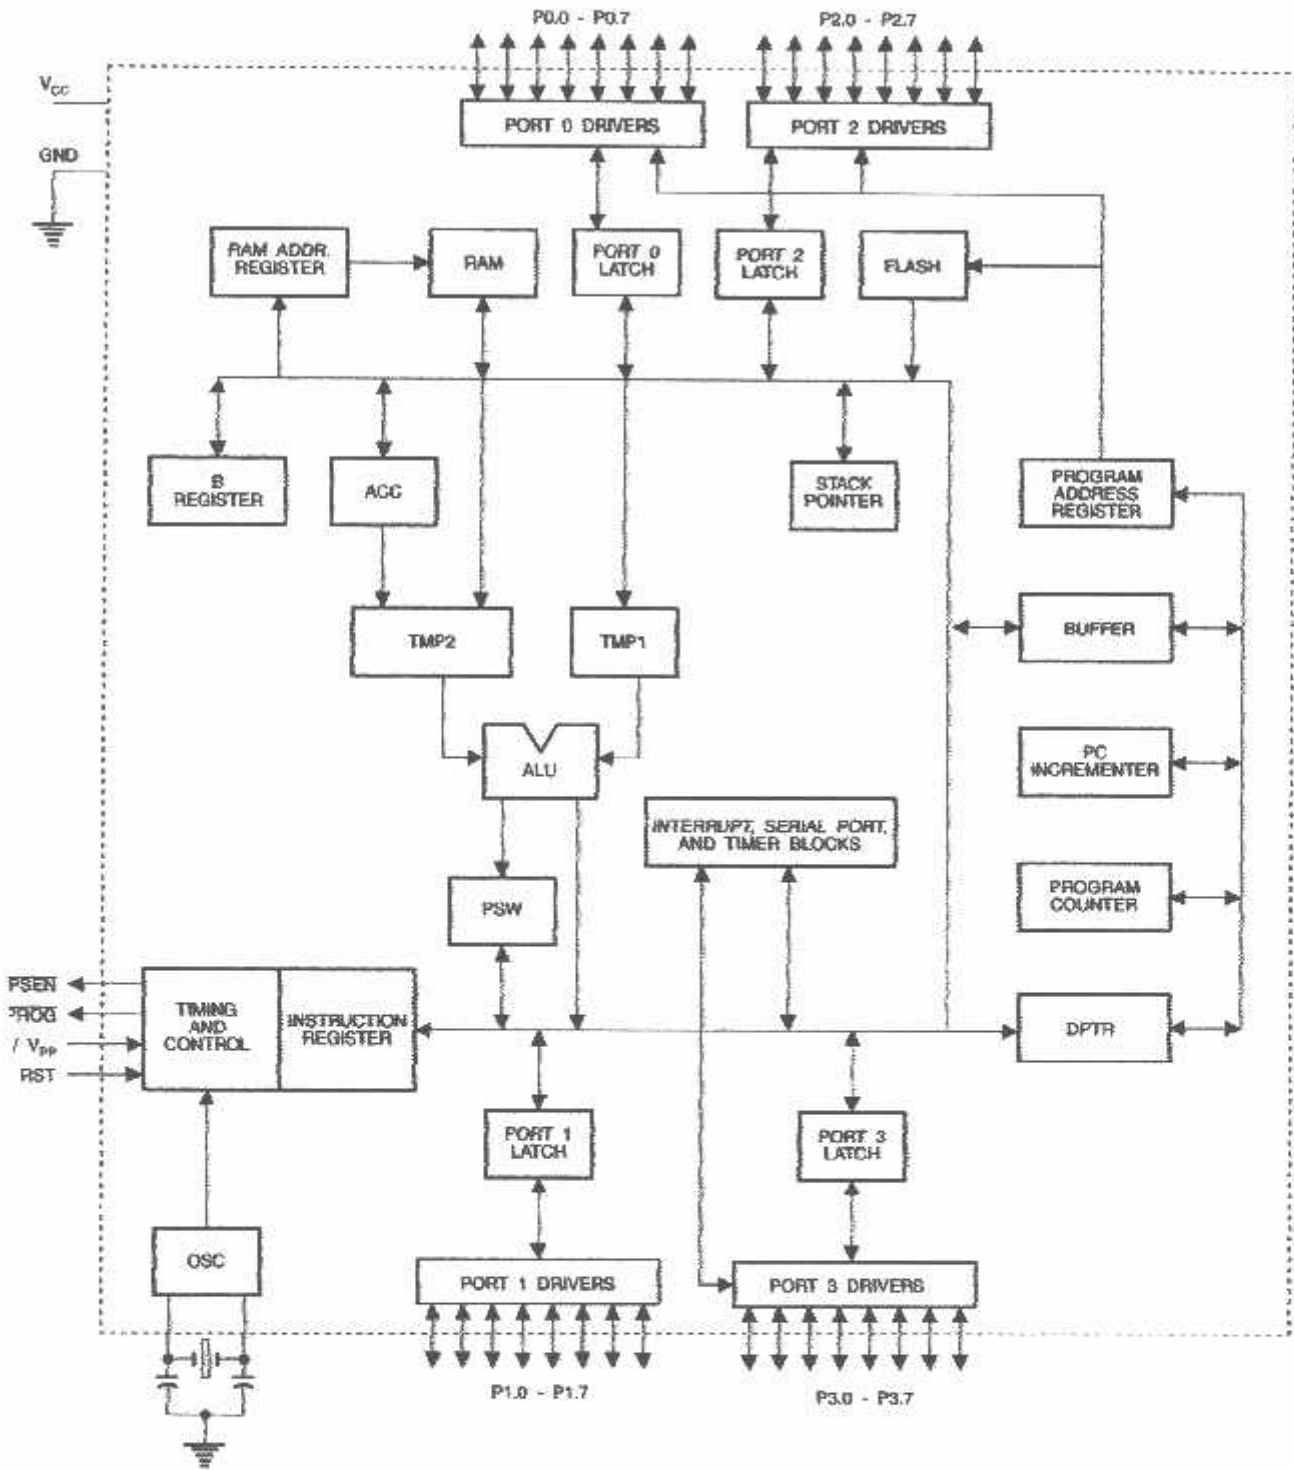 P0.0 - P0.7
P2.0 - P2.7
VCC
GND
PORT 0 DRIVERS
PORT 2 DRIVERS
RAM ADDR.
REGISTER
RAM
PORT 0
LATCH
PORT 2
LATCH
FLASH
B
REGISTER
ACC
STACK
POINTER
PROGRAM
ADDRESS
REGISTER
TMP2
TMP1
BUFFER
ALU
PC
INCREMENTER
INTERRUPT, SERIAL PORT,
AND TIMER BLOCKS
PSW
PROGRAM
COUNTER
PSEN
ROG
/ VPP
RST
TIMING
AND
CONTROL
INSTRUCTION
REGISTER
DPTR
PORT 1
LATCH
PORT 3
LATCH
OSC
PORT 1 DRIVERS
PORT 3 DRIVERS
P1.0 - P1.7
P3.0 - P3.7